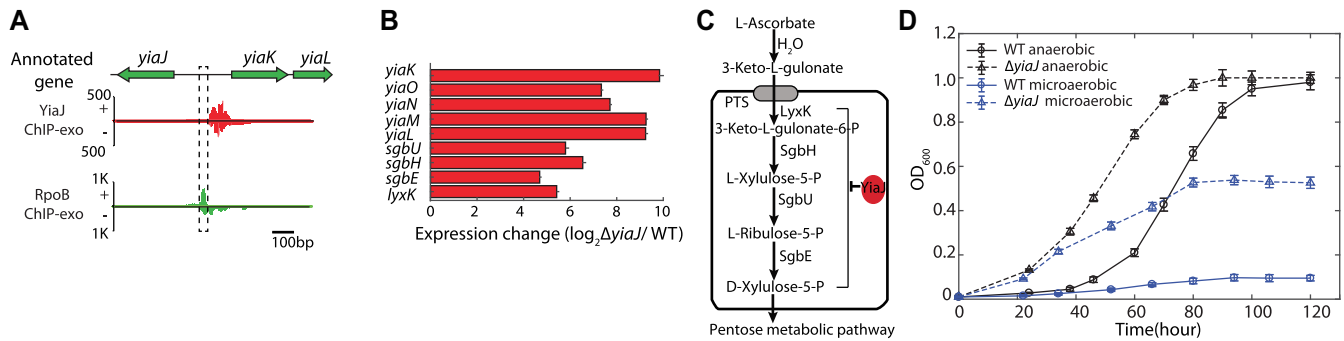 A
Annotated gene
yiaJ yiaK yiaL
YiaJ ChIP-exo
500
+
-
500
RpoB ChIP-exo
1K
+
-
1K
100bp
B
yiaK
yiaO
yiaN
yiaM
yiaL
sgbU
sgbH
sgbE
lyxK
0 2 4 6 8 10
Expression change (log2ΔyiaJ/ WT)
C
L-Ascorbate
H2O
3-Keto-L-gulonate
PTS
LyxK
3-Keto-L-gulonate-6-P
SgbH
L-Xylulose-5-P
SgbU
YiaJ
L-Ribulose-5-P
SgbE
D-Xylulose-5-P
Pentose metabolic pathway
D
WT anaerobic
ΔyiaJ anaerobic
WT microaerobic
ΔyiaJ microaerobic
1.2
1.0
0.8
0.6
0.4
0.2
0
OD600
0 20 40 60 80 100 120
Time(hour)